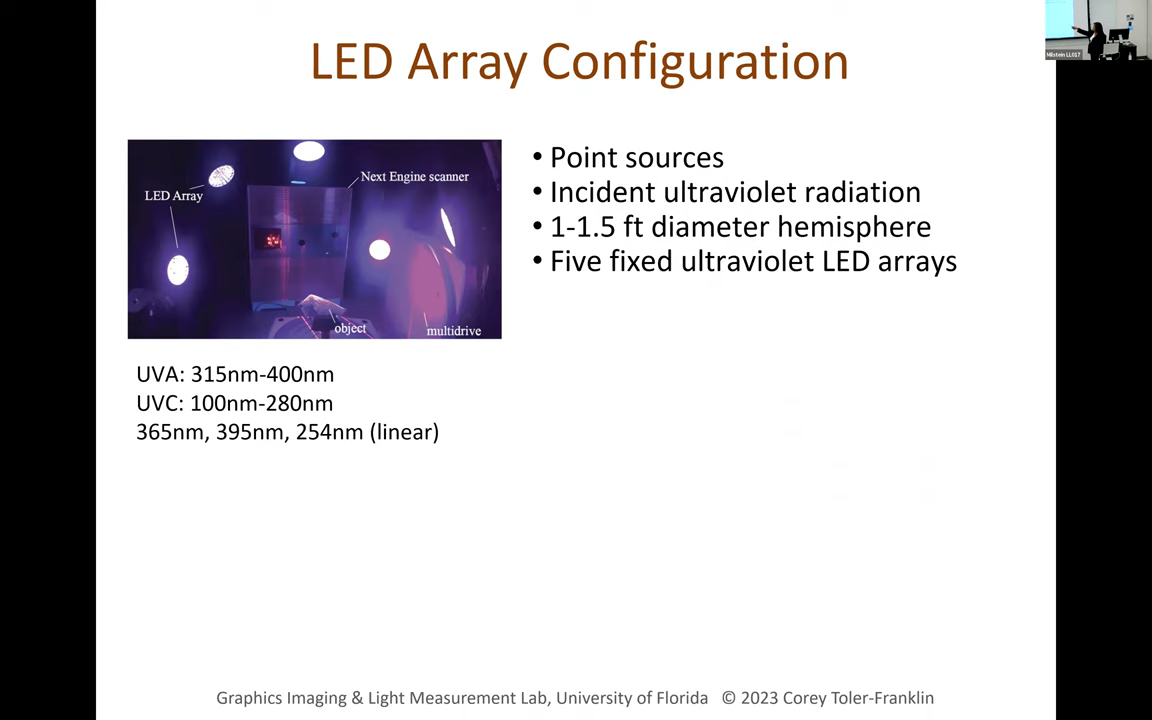 LED Array Configuration
LED Array
Next Engine scanner
object
multidrive
• Point sources
• Incident ultraviolet radiation
• 1-1.5 ft diameter hemisphere
• Five fixed ultraviolet LED arrays
UVA: 315nm-400nm
UVC: 100nm-280nm
365nm, 395nm, 254nm (linear)
Graphics Imaging & Light Measurement Lab, University of Florida © 2023 Corey Toler-Franklin
Milstein LL017